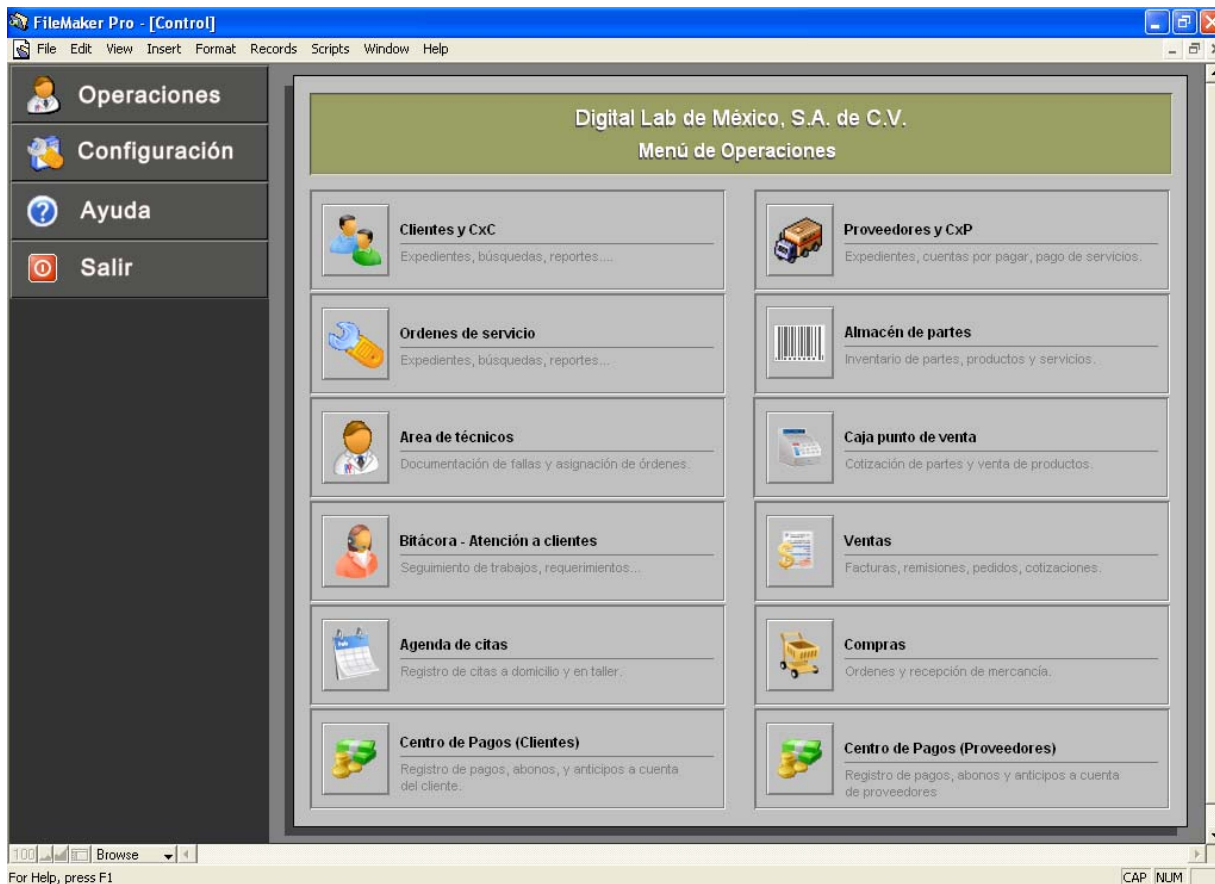 FileMaker Pro - [Control]
File Edit View Insert Format Records Scripts Window Help
Operaciones
Configuración
Ayuda
Salir
Digital Lab de México, S.A. de C.V.
Menú de Operaciones
Clientes y CxC
Expedientes, búsquedas, reportes....
Proveedores y CxP
Expedientes, cuentas por pagar, pago de servicios.
Ordenes de servicio
Expedientes, búsquedas, reportes...
Almacén de partes
Inventario de partes, productos y servicios.
Area de técnicos
Documentación de fallas y asignación de órdenes.
Caja punto de venta
Cotización de partes y venta de productos.
Bitácora - Atención a clientes
Seguimiento de trabajos, requerimientos...
Ventas
Facturas, remisiones, pedidos, cotizaciones.
Agenda de citas
Registro de citas a domicilio y en taller.
Compras
Ordenes y recepción de mercancía.
Centro de Pagos (Clientes)
Registro de pagos, abonos, y anticipos a cuenta
del cliente.
Centro de Pagos (Proveedores)
Registro de pagos, abonos y anticipos a cuenta
de proveedores
100 Browse
For Help, press F1
CAP NUM